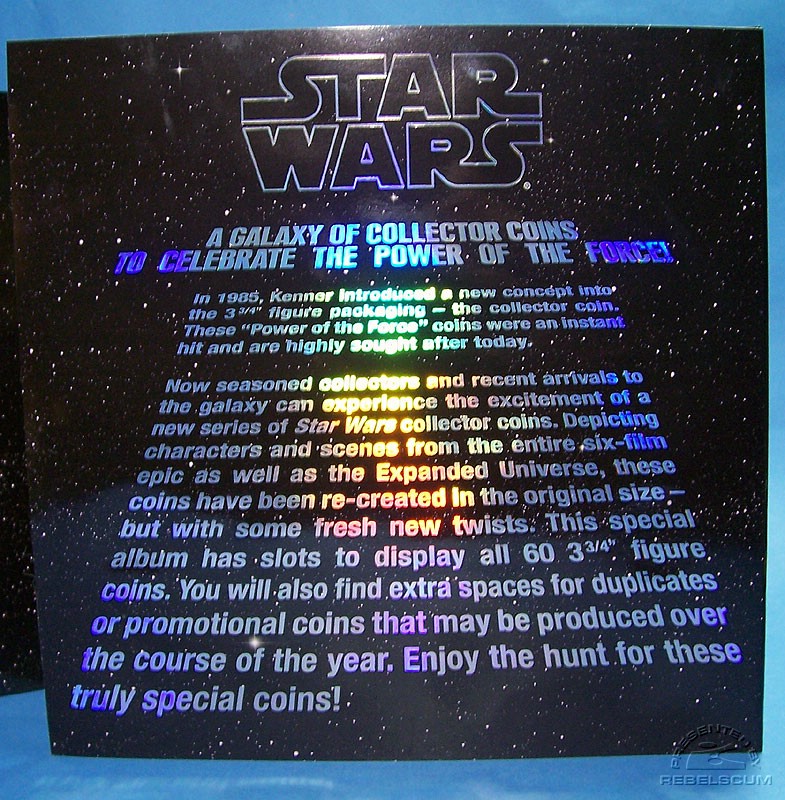 STAR
WARS®
A GALAXY OF COLLECTOR COINS
TO CELEBRATE THE POWER OF THE FORCE!
In 1985, Kenner introduced a new concept into
the 3 3/4" figure packaging – the collector coin.
These "Power of the Force" coins were an instant
hit and are highly sought after today.
Now seasoned collectors and recent arrivals to
the galaxy can experience the excitement of a
new series of Star Wars collector coins. Depicting
characters and scenes from the entire six-film
epic as well as the Expanded Universe, these
coins have been re-created in the original size –
but with some fresh new twists. This special
album has slots to display all 60 3 3/4" figure
coins. You will also find extra spaces for duplicates
or promotional coins that may be produced over
the course of the year. Enjoy the hunt for these
truly special coins!
PRESENTED BY
REBELSCUM